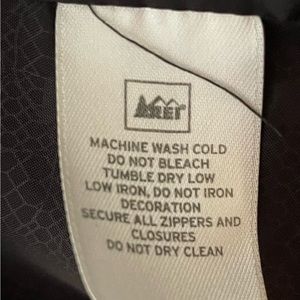 REI
MACHINE WASH COLD
DO NOT BLEACH
TUMBLE DRY LOW
LOW IRON, DO NOT IRON
DECORATION
SECURE ALL ZIPPERS AND
CLOSURES
DO NOT DRY CLEAN